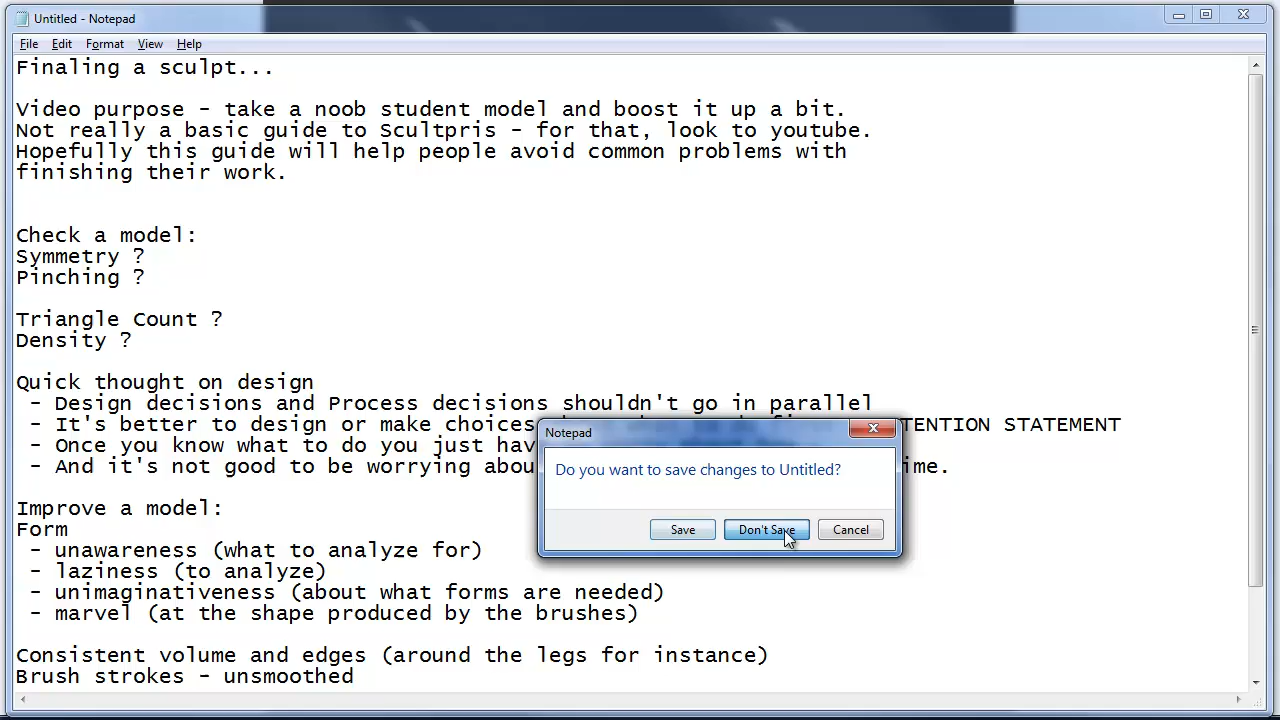 Untitled - Notepad
File Edit Format View Help
Finaling a sculpt...
Video purpose - take a noob student model and boost it up a bit.
Not really a basic guide to Scultpris - for that, look to youtube.
Hopefully this guide will help people avoid common problems with
finishing their work.
Check a model:
Symmetry ?
Pinching ?
Triangle Count ?
Density ?
Quick thought on design
- Design decisions and Process decisions shouldn't go in parallel
- It's better to design or make choices TENTION STATEMENT
- Once you know what to do you just hav
- And it's not good to be worrying abou ime.
Notepad
Do you want to save changes to Untitled?
Save Don't Save Cancel
Improve a model:
Form
- unawareness (what to analyze for)
- laziness (to analyze)
- unimaginativeness (about what forms are needed)
- marvel (at the shape produced by the brushes)
Consistent volume and edges (around the legs for instance)
Brush strokes - unsmoothed